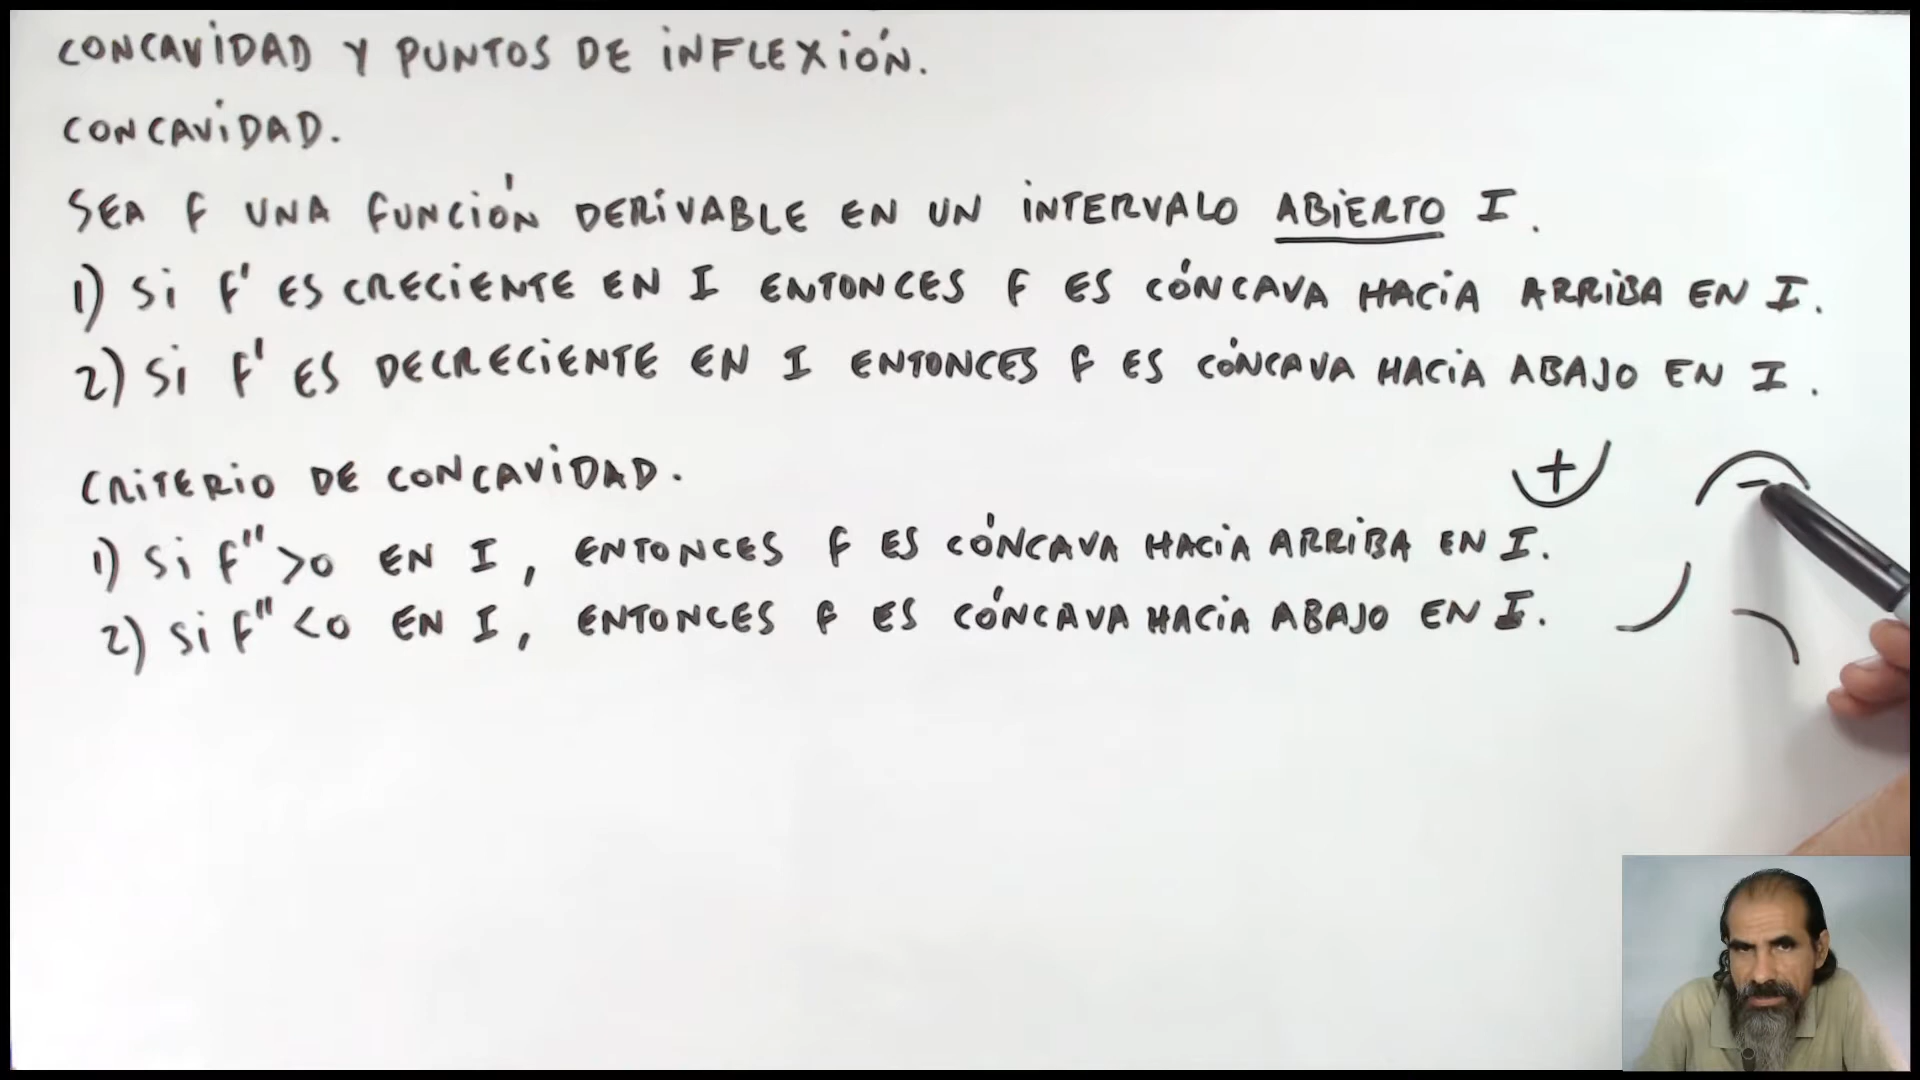 CONCAVIDAD Y PUNTOS DE INFLEXIÓN.
CONCAVIDAD.
SEA F UNA FUNCIÓN DERIVABLE EN UN INTERVALO ABIERTO I.
1) SI F' ES CRECIENTE EN I ENTONCES F ES CÓNCAVA HACIA ARRIBA EN I.
2) SI F' ES DECRECIENTE EN I ENTONCES F ES CÓNCAVA HACIA ABAJO EN I.
CRITERIO DE CONCAVIDAD.
+ -
1) SI F'' >0 EN I, ENTONCES F ES CÓNCAVA HACIA ARRIBA EN I.
2) SI F'' <0 EN I, ENTONCES F ES CÓNCAVA HACIA ABAJO EN I.